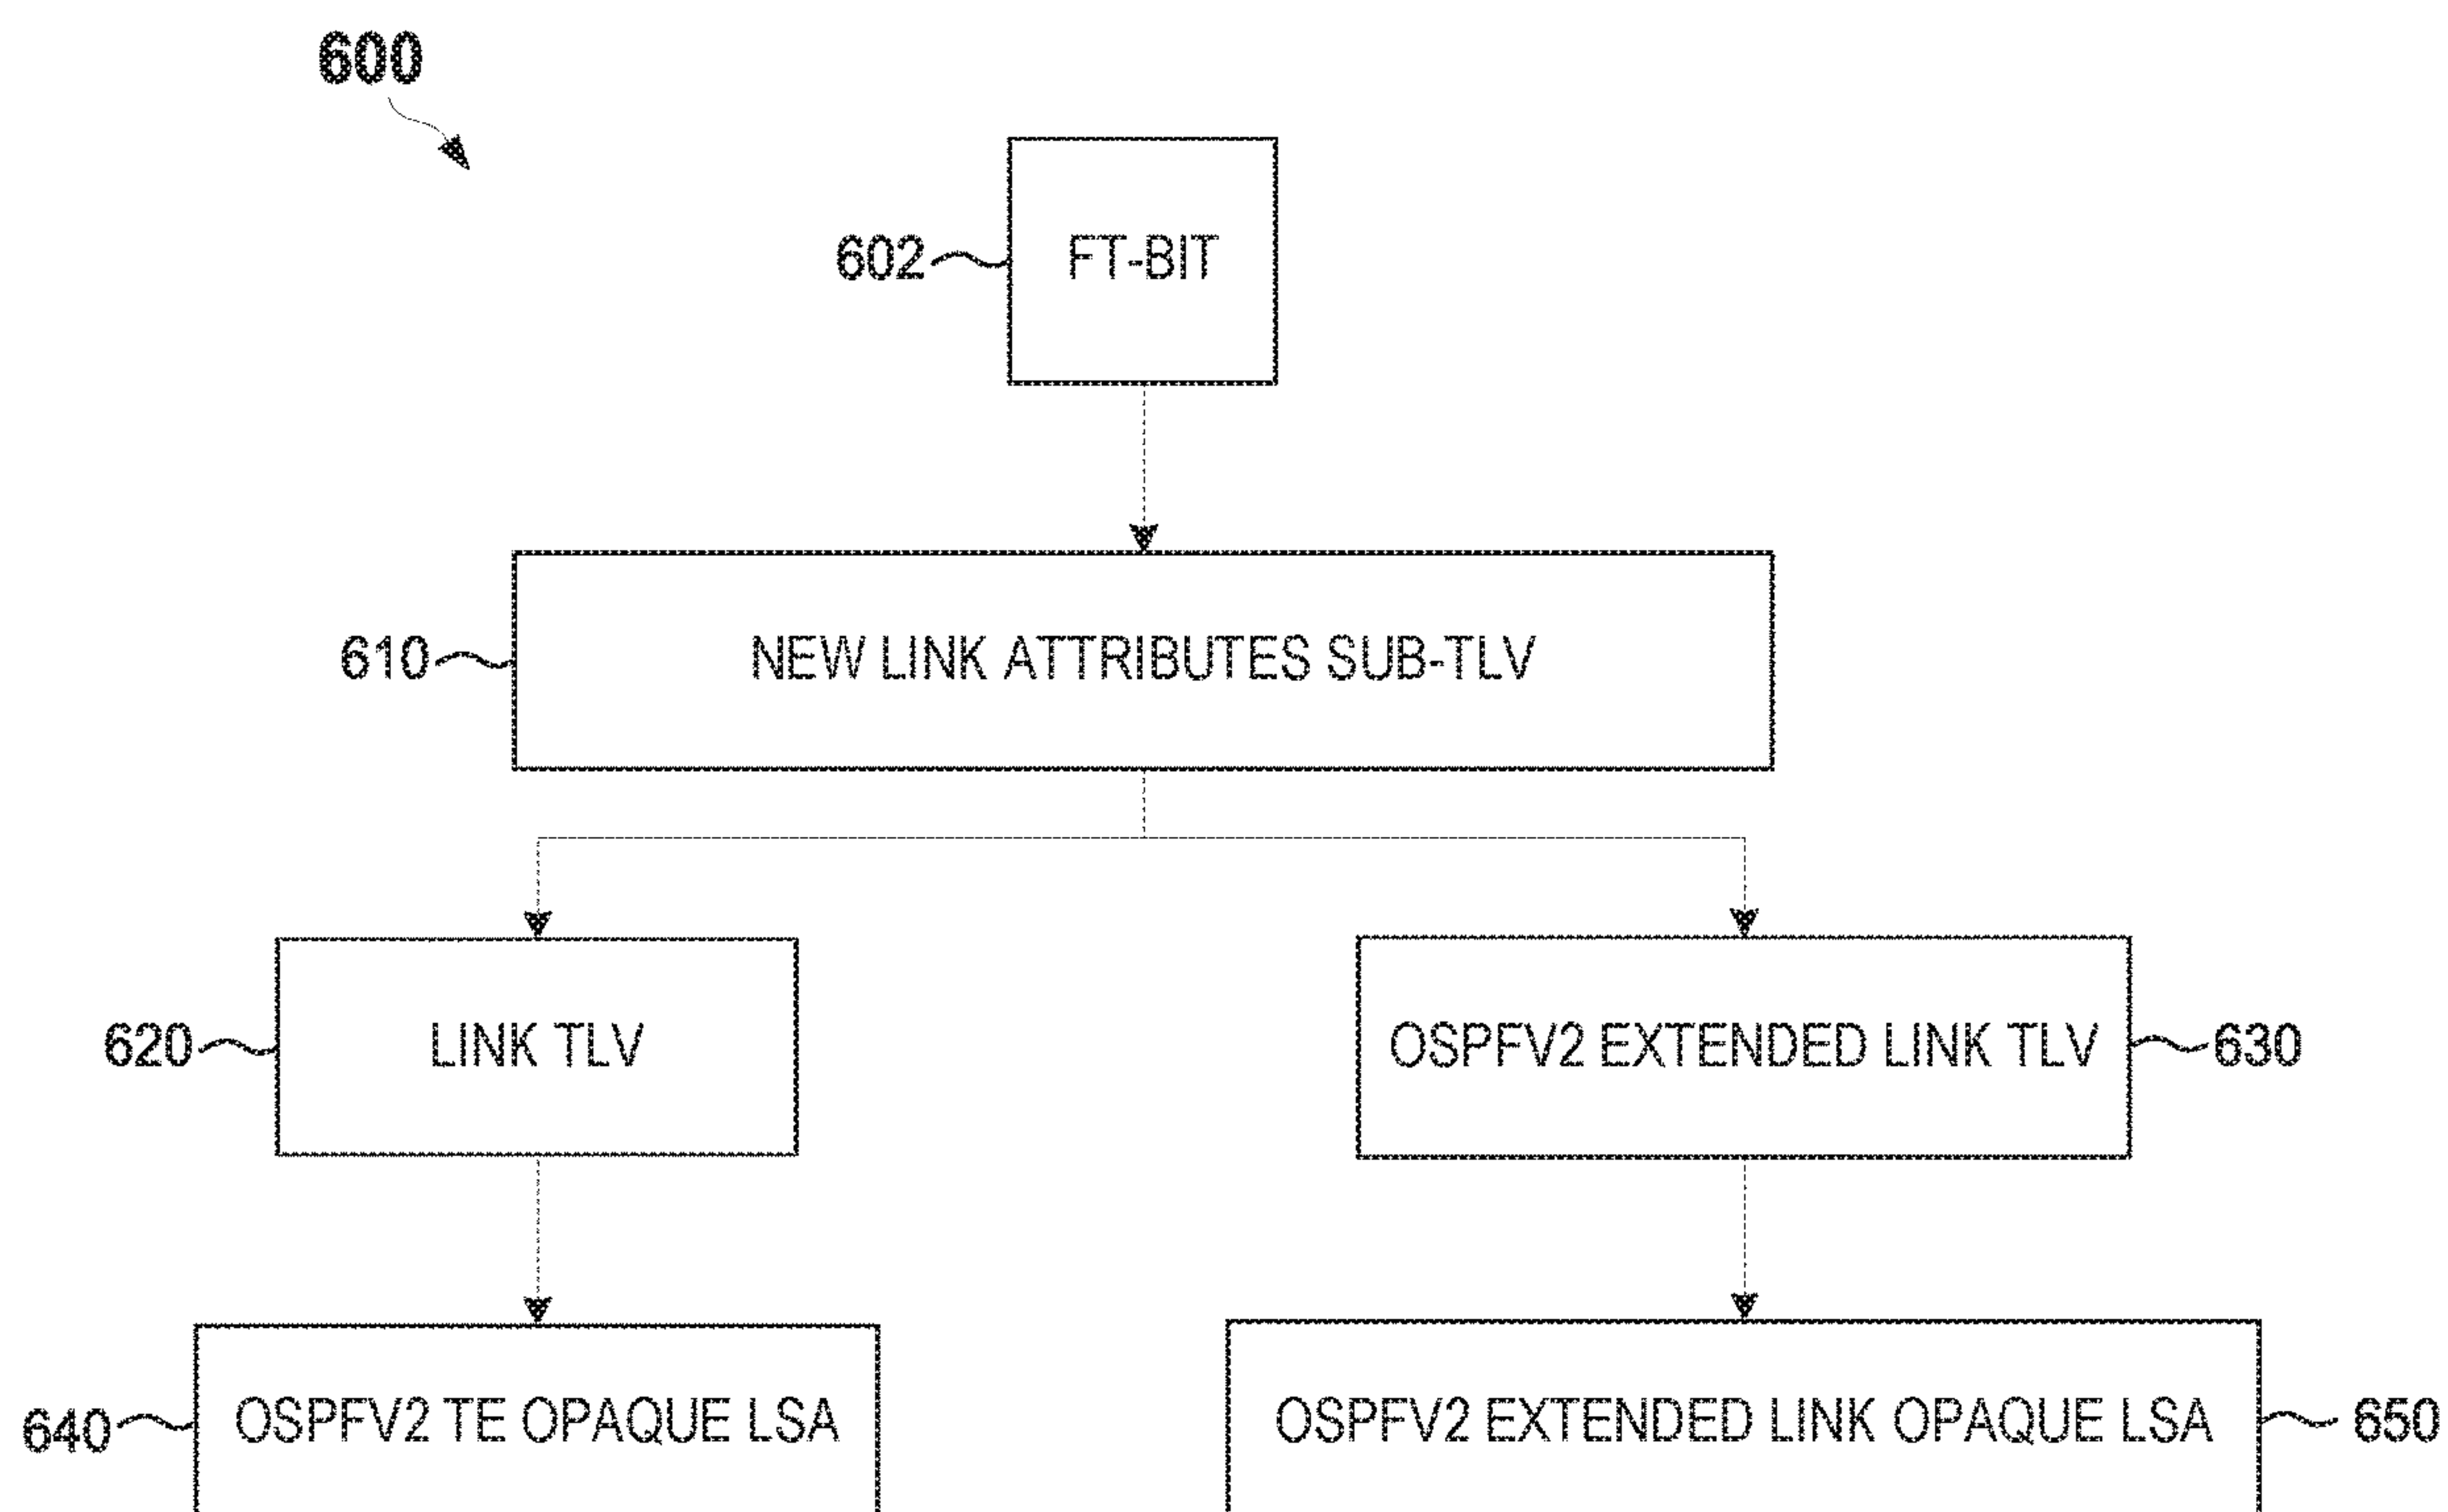 600
602
FT-BIT
610
NEW LINK ATTRIBUTES SUB-TLV
620
LINK TLV
OSPFV2 EXTENDED LINK TLV
630
640
OSPFV2 TE OPAQUE LSA
OSPFV2 EXTENDED LINK OPAQUE LSA
650